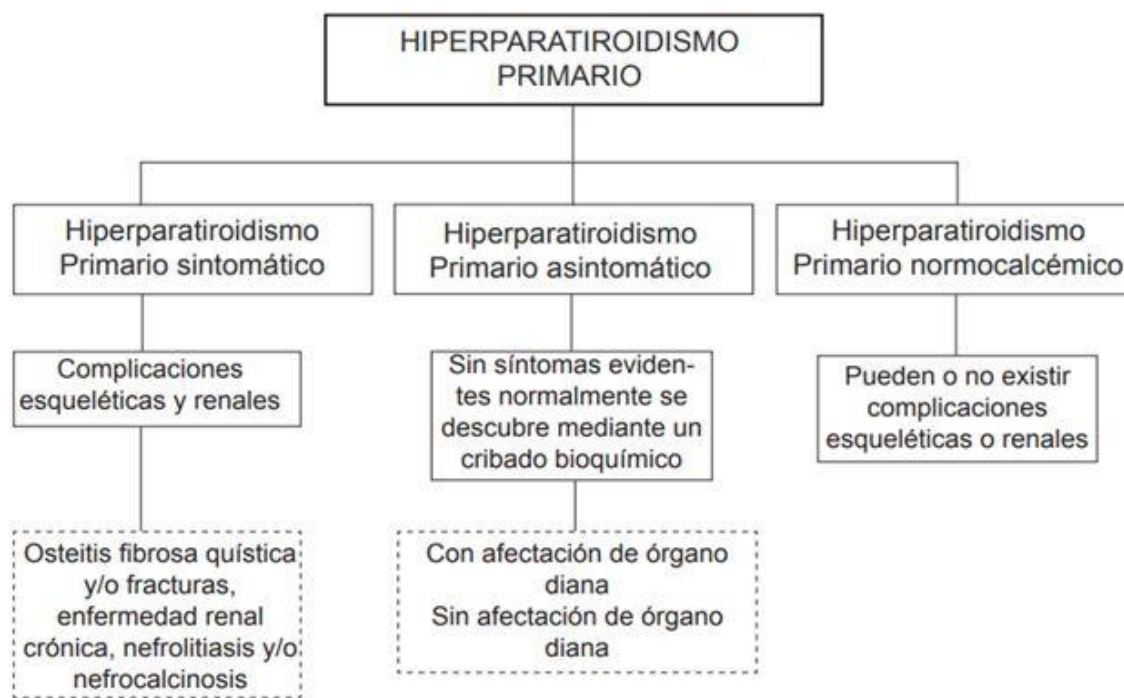 HIPERPARATIROIDISMO
PRIMARIO
Hiperparatiroidismo
Primario sintomático
Hiperparatiroidismo
Primario asintomático
Hiperparatiroidismo
Primario normocalcémico
Complicaciones
esqueléticas y renales
Sin síntomas eviden-
tes normalmente se
descubre mediante un
cribado bioquímico
Pueden o no existir
complicaciones
esqueléticas o renales
Osteitis fibrosa quística
y/o fracturas,
enfermedad renal
crónica, nefrolitiasis y/o
nefrocalcinosis
Con afectación de órgano
diana
Sin afectación de órgano
diana